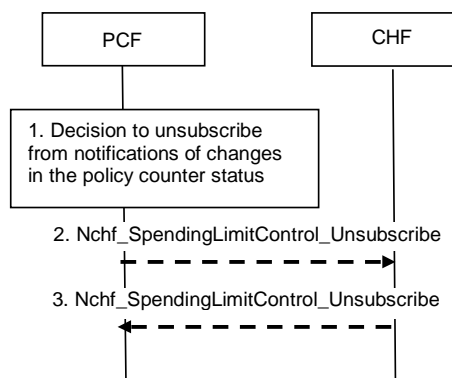 PCF
CHF
1. Decision to unsubscribe
from notifications of changes
in the policy counter status
2. Nchf_SpendingLimitControl_Unsubscribe
3. Nchf_SpendingLimitControl_Unsubscribe